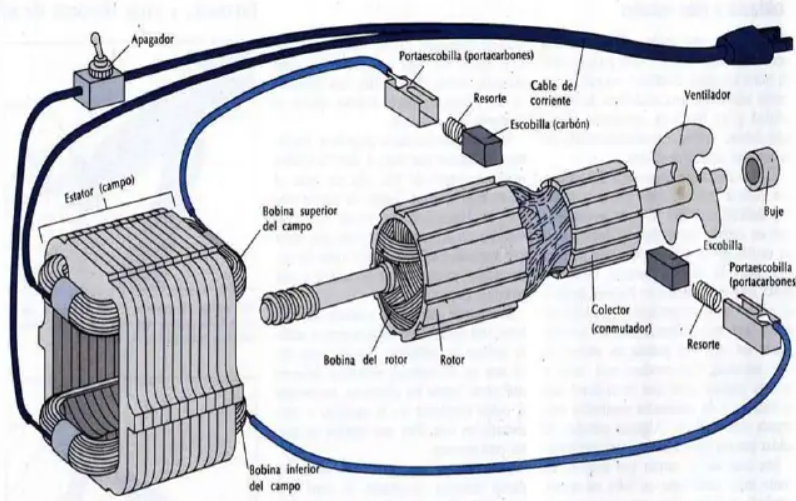 Apagador
Portaescobilla (portacarbones)
Cable de
corriente
Resorte
Escobilla (carbón)
Ventilador
Buje
Estator (campo)
Bobina superior
del campo
Escobilla
Portaescobilla
(portacarbones)
Colector
(conmutador)
Resorte
Bobina del rotor
Rotor
Bobina inferior
del campo